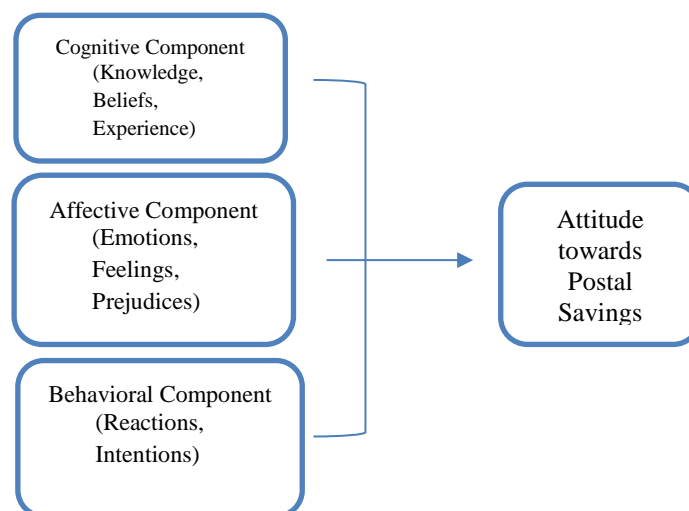 Cognitive Component
(Knowledge,
Beliefs,
Experience)
Affective Component
(Emotions,
Feelings,
Prejudices)
Behavioral Component
(Reactions,
Intentions)
Attitude
towards
Postal
Savings